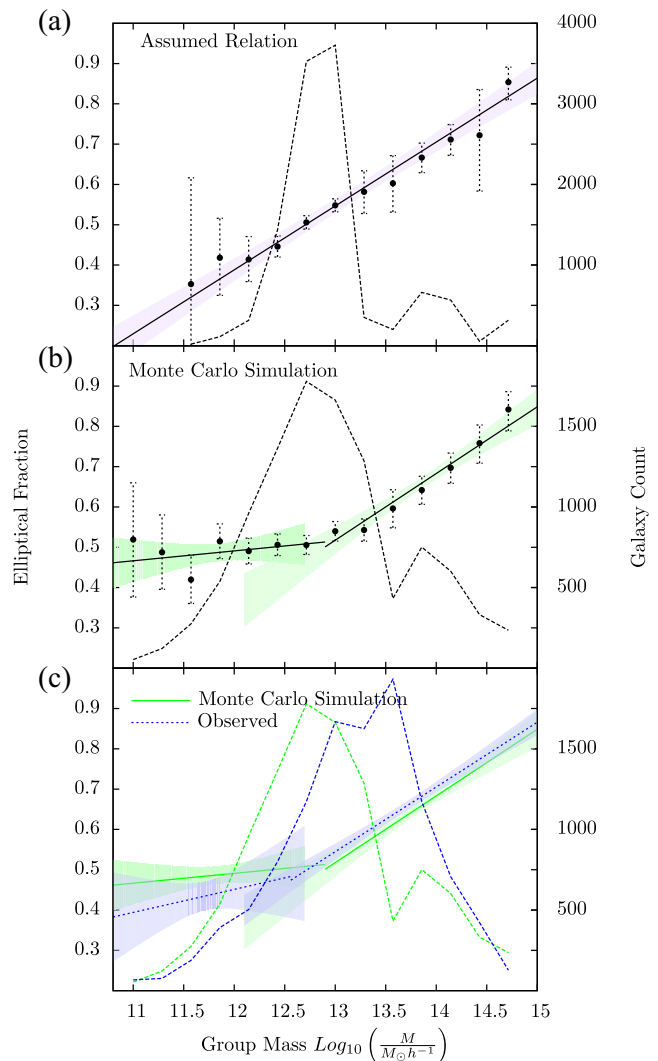 (a)
Assumed Relation
0.9
0.8
0.7
0.6
0.5
0.4
0.3
4000
3000
2000
1000
(b)
Monte Carlo Simulation
0.9
0.8
0.7
0.6
0.5
0.4
0.3
1500
1000
500
Elliptical Fraction
Galaxy Count
(c)
Monte Carlo Simulation
Observed
0.9
0.8
0.7
0.6
0.5
0.4
0.3
1500
1000
500
11 11.5 12 12.5 13 13.5 14 14.5 15
Group Mass Log₁₀ (M / M⊙h⁻¹)